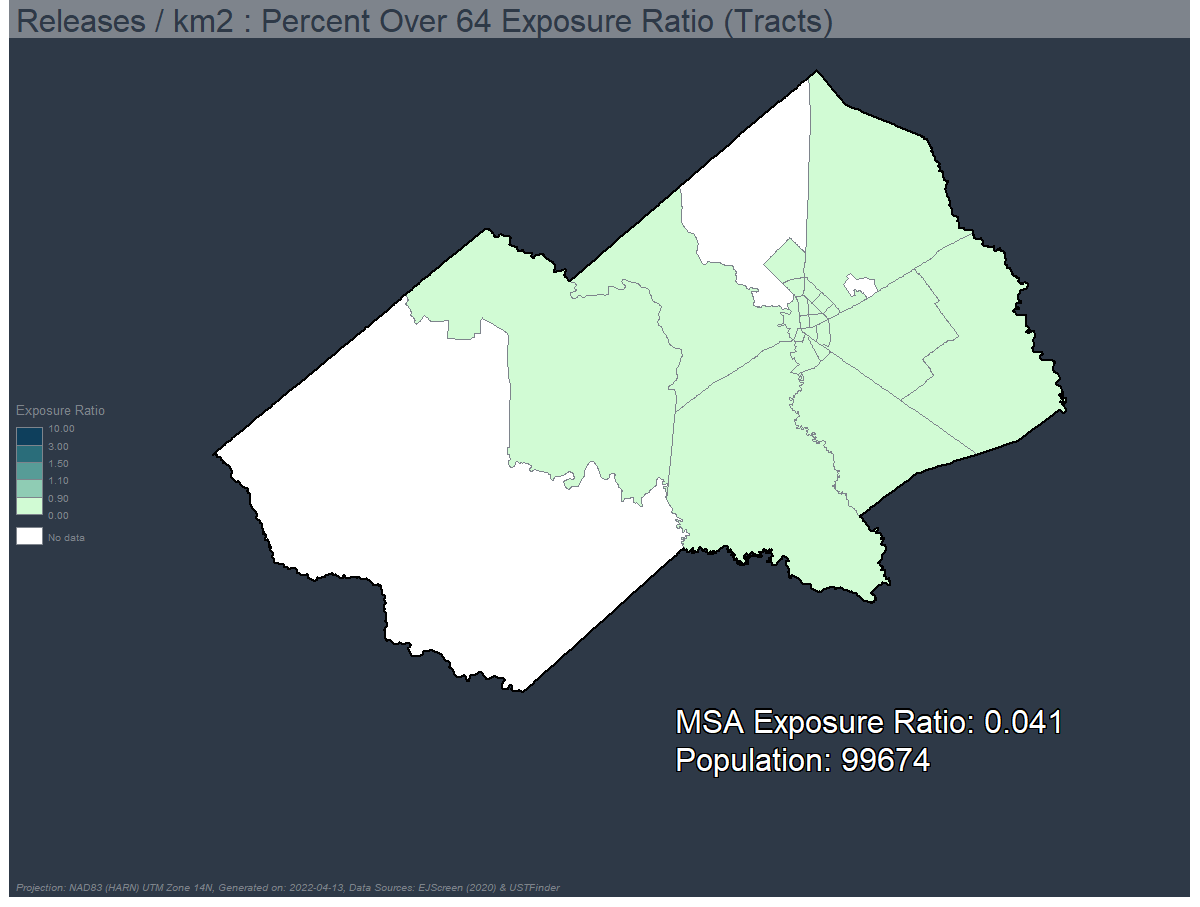 Releases / km2 : Percent Over 64 Exposure Ratio (Tracts)
Exposure Ratio
10.00
3.00
1.50
1.10
0.90
0.00
No data
MSA Exposure Ratio: 0.041
Population: 99674
Projection: NAD83 (HARN) UTM Zone 14N, Generated on: 2022-04-13, Data Sources: EJScreen (2020) & USTFinder